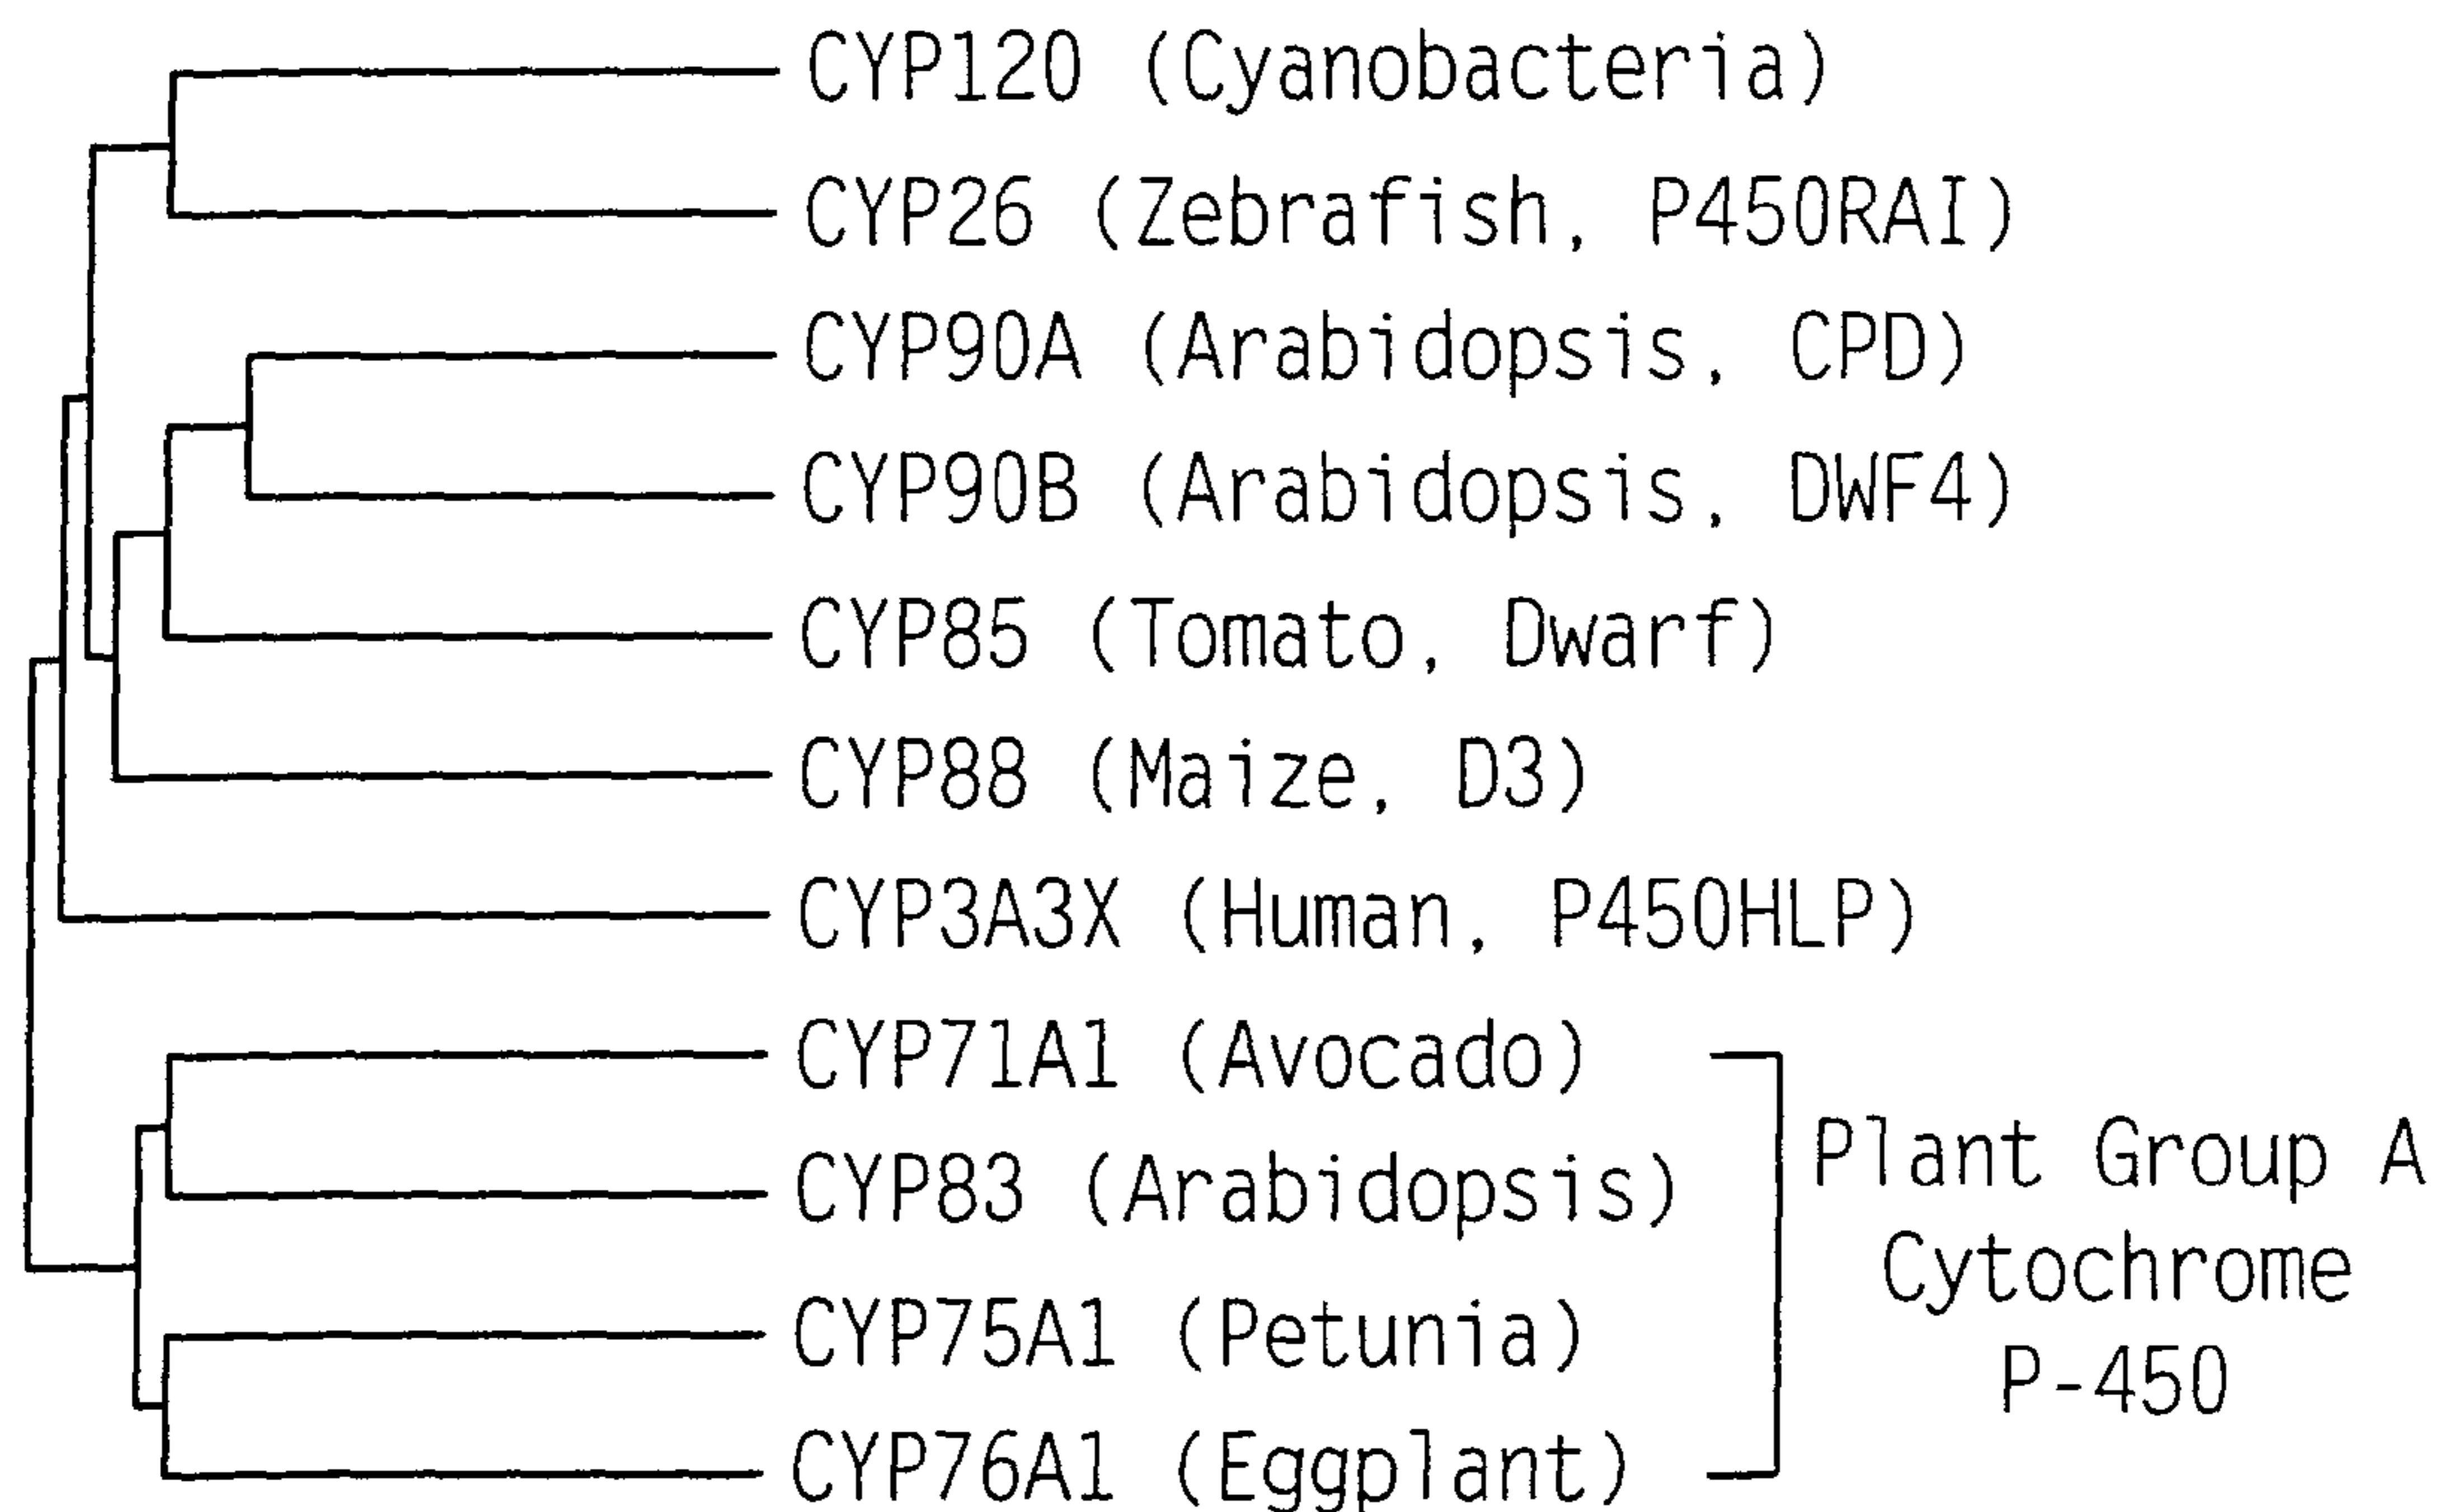 CYP120 (Cyanobacteria)
CYP26 (Zebrafish, P450RAI)
CYP90A (Arabidopsis, CPD)
CYP90B (Arabidopsis, DWF4)
CYP85 (Tomato, Dwarf)
CYP88 (Maize, D3)
CYP3A3X (Human, P450HLP)
CYP71A1 (Avocado)
CYP83 (Arabidopsis)
CYP75A1 (Petunia)
CYP76A1 (Eggplant)
Plant Group A
Cytochrome
P-450